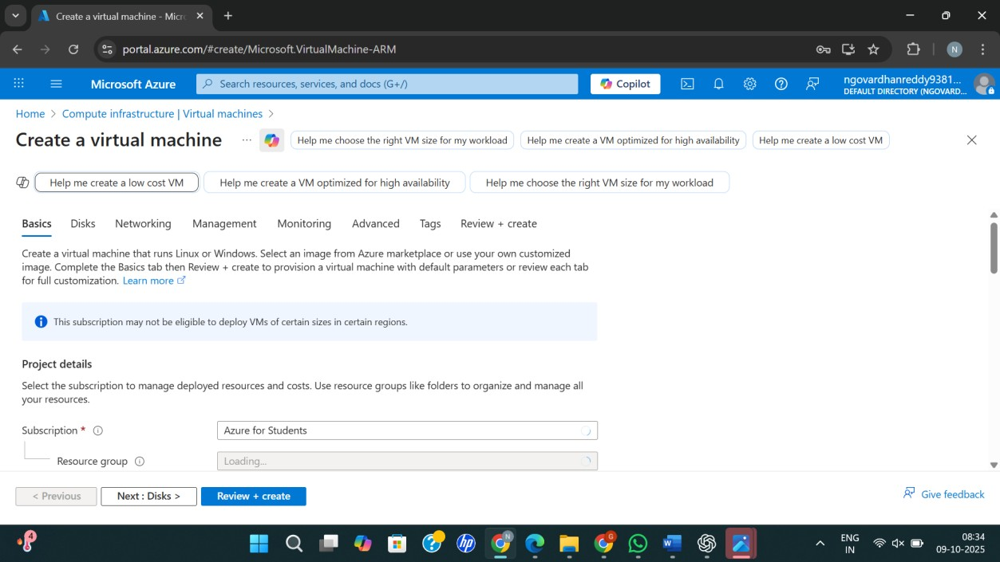 Create a virtual machine - Micr
portal.azure.com/#create/Microsoft.VirtualMachine-ARM
N
Microsoft Azure
Search resources, services, and docs (G+/)
Copilot
ngovardhanreddy9381...
DEFAULT DIRECTORY (NGOVARD...
Home > Compute infrastructure | Virtual machines >
Create a virtual machine
...
Help me choose the right VM size for my workload
Help me create a VM optimized for high availability
Help me create a low cost VM
Help me create a low cost VM
Help me create a VM optimized for high availability
Help me choose the right VM size for my workload
Basics
Disks
Networking
Management
Monitoring
Advanced
Tags
Review + create
Create a virtual machine that runs Linux or Windows. Select an image from Azure marketplace or use your own customized
image. Complete the Basics tab then Review + create to provision a virtual machine with default parameters or review each tab
for full customization. Learn more
This subscription may not be eligible to deploy VMs of certain sizes in certain regions.
Project details
Select the subscription to manage deployed resources and costs. Use resource groups like folders to organize and manage all
your resources.
Subscription *
Azure for Students
Resource group
Loading...
< Previous
Next : Disks >
Review + create
Give feedback
4
hp
N
G
W
ENG
IN
08:34
09-10-2025